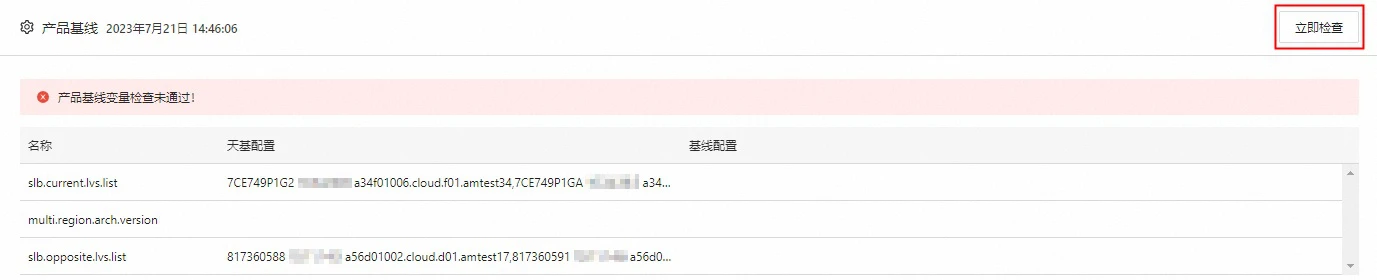 产品基线 2023年7月21日 14:46:06 立即检查
产品基线变量检查未通过！
名称 天基配置 基线配置
slb.current.lvs.list 7CE749P1G2 a34f01006.cloud.f01.amtest34,7CE749P1GA a34...
multi.region.arch.version
slb.opposite.lvs.list 817360588 a56d01002.cloud.d01.amtest17,817360591 a56d0...